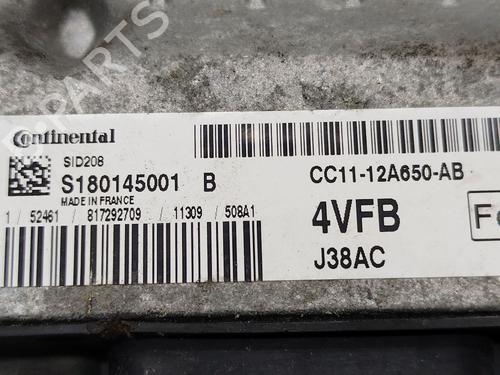 Continental
SID208
S180145001 B
MADE IN FRANCE
1 / 52461 / 817292709 / 11309 / 508A1
CC11-12A650-AB
4VFB
J38AC